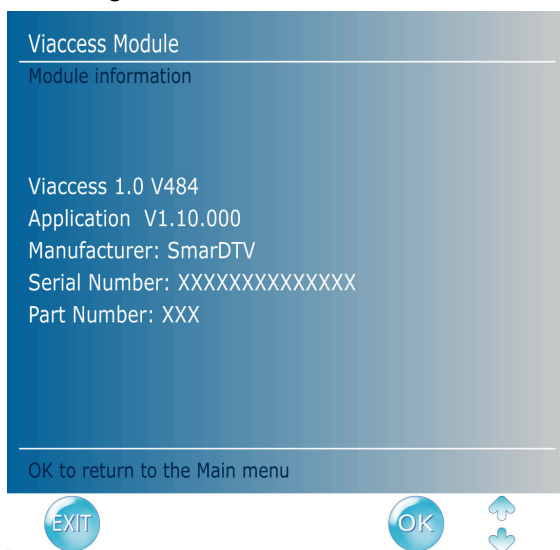 Viaccess Module
Module information
Viaccess 1.0 V484
Application V1.10.000
Manufacturer: SmarDTV
Serial Number: XXXXXXXXXXXXXX
Part Number: XXX
OK to return to the Main menu
EXIT OK